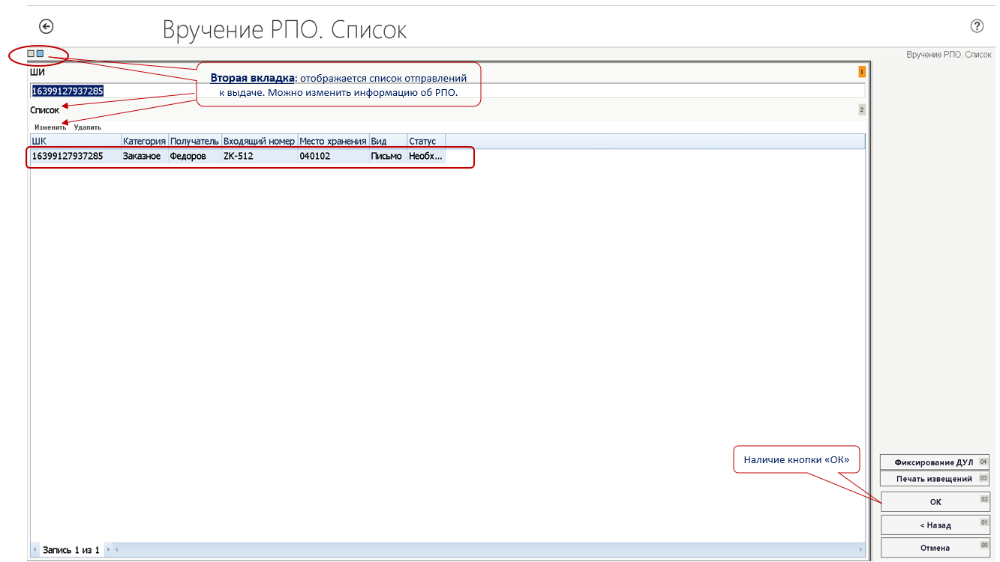 Вручение РПО. Список
?
Вручение РПО. Список
ШИ
1
Вторая вкладка: отображается список отправлений
к выдаче. Можно изменить информацию об РПО.
16399127937285
Список
2
Изменить Удалить
ШК Категория Получатель Входящий номер Место хранения Вид Статус
16399127937285 Заказное Федоров ZK-512 040102 Письмо Необх...
Наличие кнопки «ОК»
Фиксирование ДУЛ 04
Печать извещений 03
ОК 02
< Назад 01
Отмена 00
Запись 1 из 1